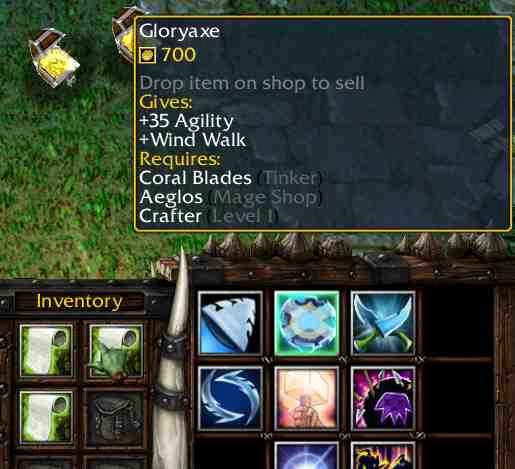 Gloryaxe
700
Drop item on shop to sell
Gives:
+35 Agility
+Wind Walk
Requires:
Coral Blades (Tinker)
Aeglos (Mage Shop)
Crafter (Level 1)
Inventory